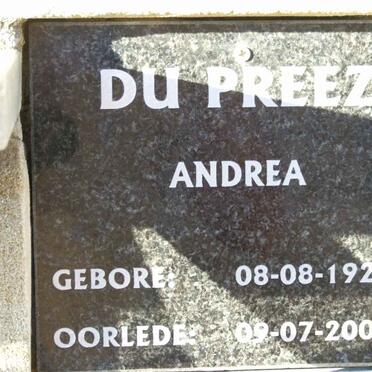 DU PREEZ
ANDREA
GEBORE: 08-08-192
OORLEDE: 09-07-200